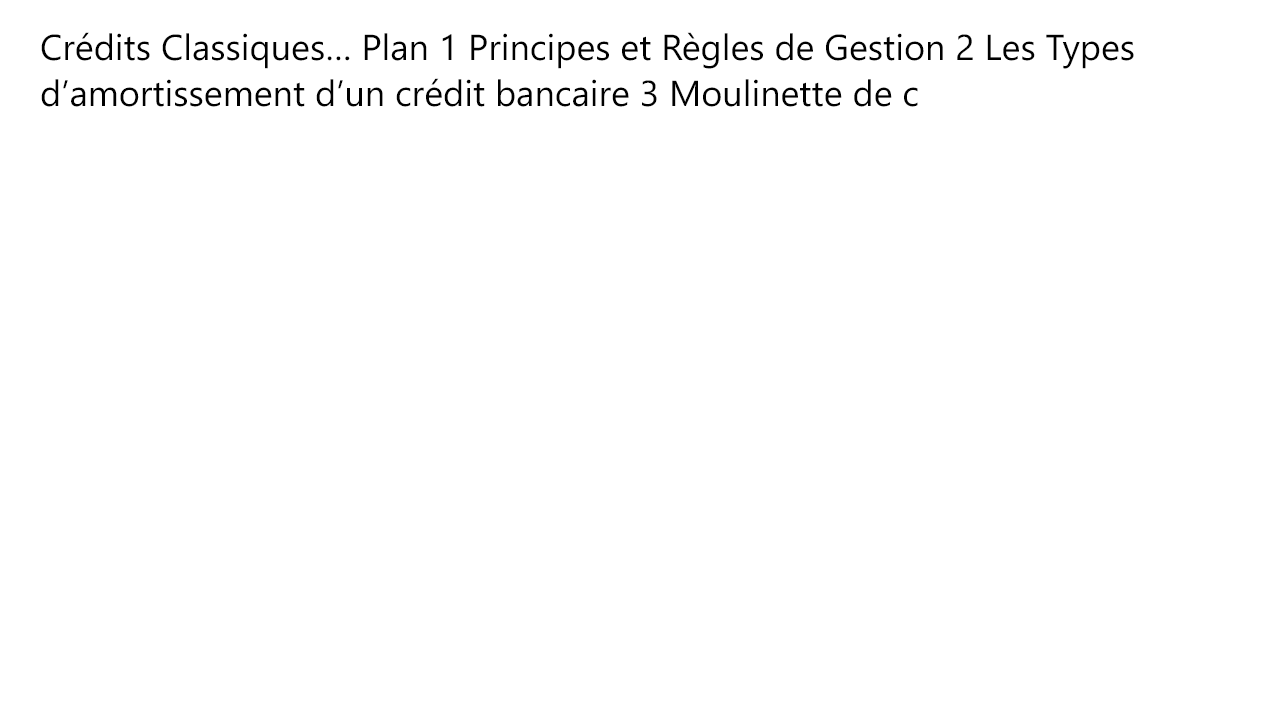 Crédits Classiques… Plan 1 Principes et Règles de Gestion 2 Les Types
d’amortissement d’un crédit bancaire 3 Moulinette de c